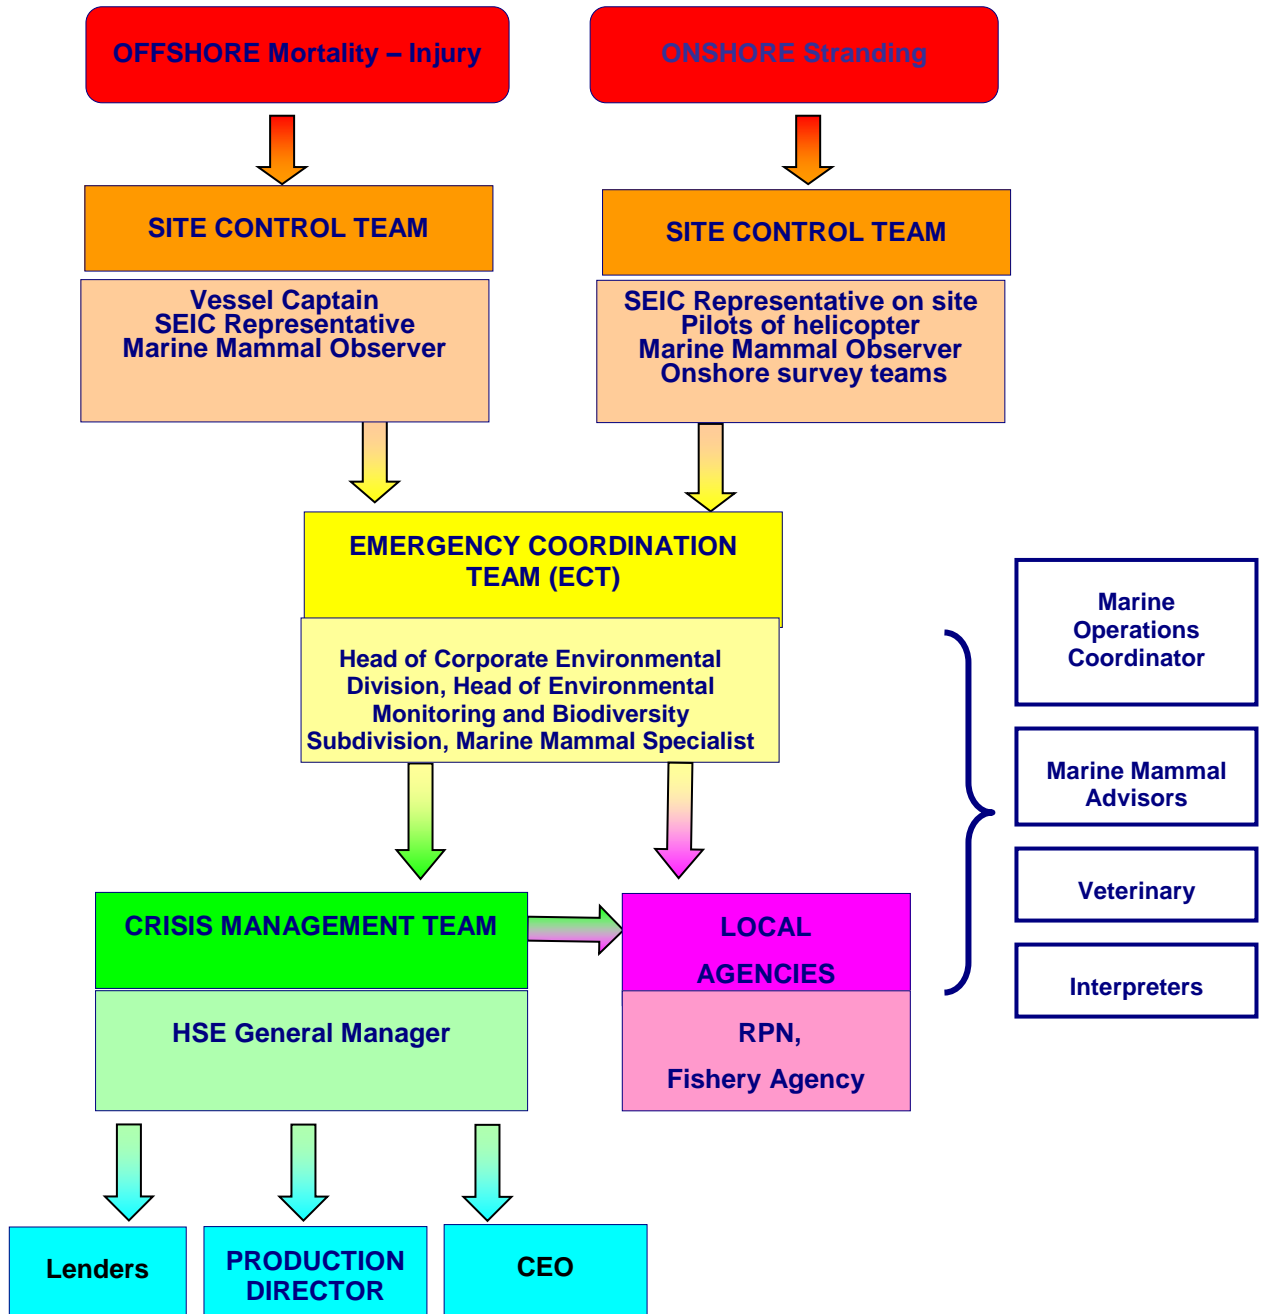 OFFSHORE Mortality – Injury
ONSHORE Stranding
SITE CONTROL TEAM
Vessel Captain
SEIC Representative
Marine Mammal Observer
SITE CONTROL TEAM
SEIC Representative on site
Pilots of helicopter
Marine Mammal Observer
Onshore survey teams
EMERGENCY COORDINATION
TEAM (ECT)
Head of Corporate Environmental
Division, Head of Environmental
Monitoring and Biodiversity
Subdivision, Marine Mammal Specialist
Marine
Operations
Coordinator
Marine Mammal
Advisors
Veterinary
Interpreters
CRISIS MANAGEMENT TEAM
HSE General Manager
LOCAL
AGENCIES
RPN,
Fishery Agency
Lenders
PRODUCTION
DIRECTOR
CEO